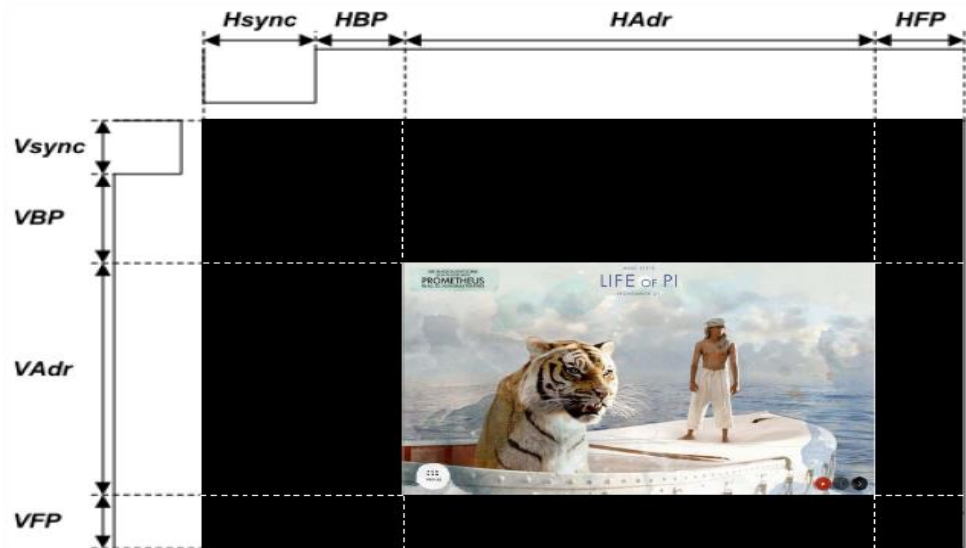 Hsync HBP HAdr HFP
Vsync
VBP
VAdr
VFP
PROMETHEUS
LIFE OF PI